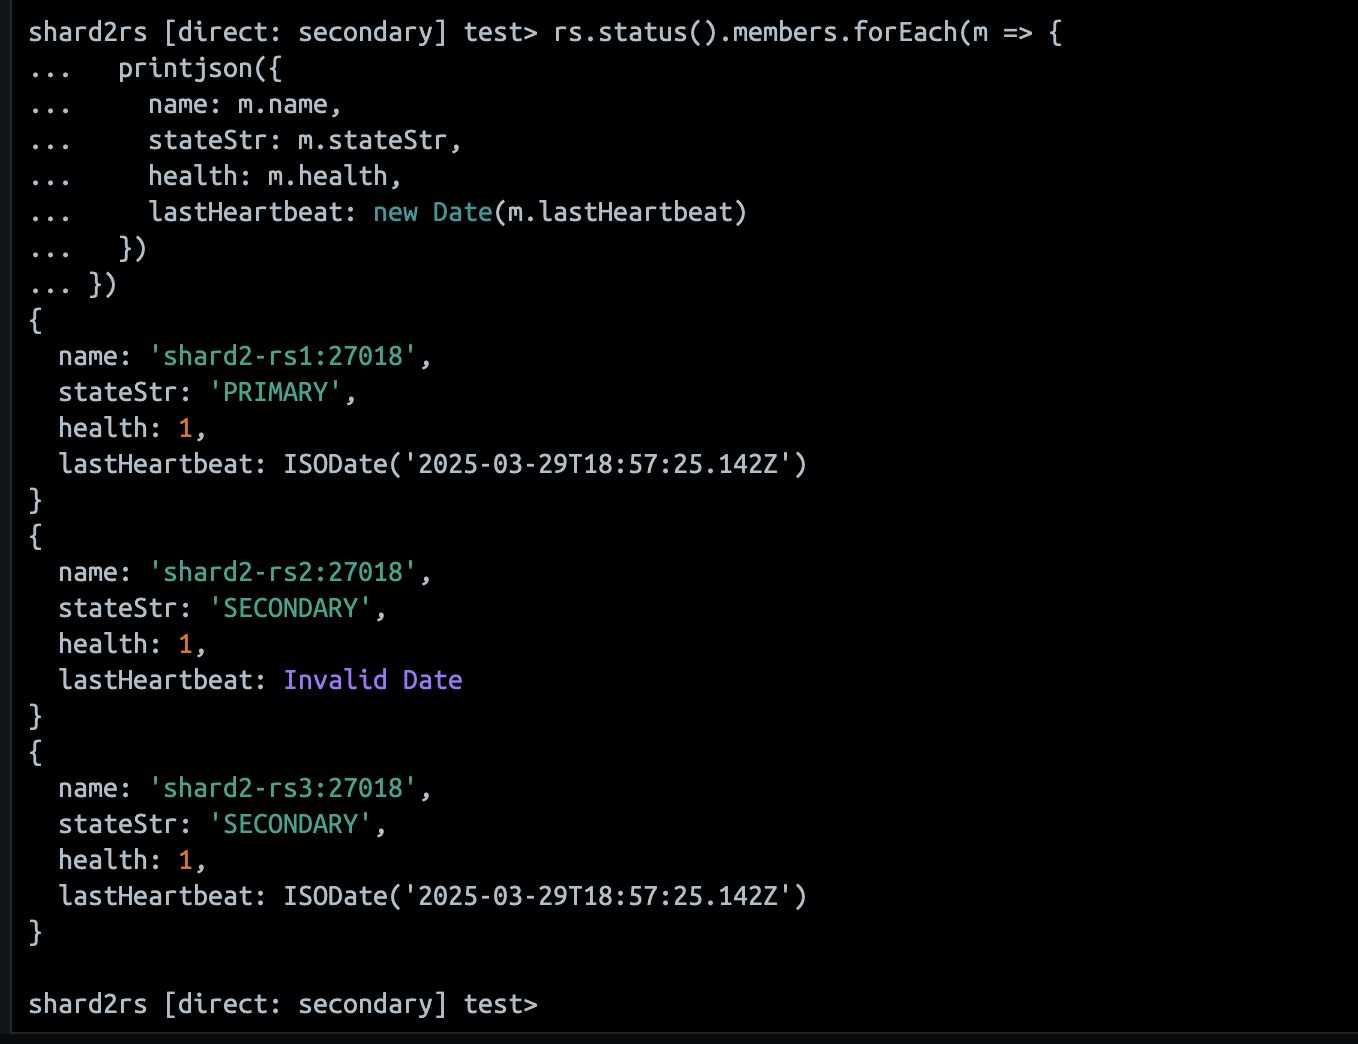 shard2rs [direct: secondary] test> rs.status().members.forEach(m => {
...   printjson({
...     name: m.name,
...     stateStr: m.stateStr,
...     health: m.health,
...     lastHeartbeat: new Date(m.lastHeartbeat)
...   })
... })
{
  name: 'shard2-rs1:27018',
  stateStr: 'PRIMARY',
  health: 1,
  lastHeartbeat: ISODate('2025-03-29T18:57:25.142Z')
}
{
  name: 'shard2-rs2:27018',
  stateStr: 'SECONDARY',
  health: 1,
  lastHeartbeat: Invalid Date
}
{
  name: 'shard2-rs3:27018',
  stateStr: 'SECONDARY',
  health: 1,
  lastHeartbeat: ISODate('2025-03-29T18:57:25.142Z')
}
shard2rs [direct: secondary] test>